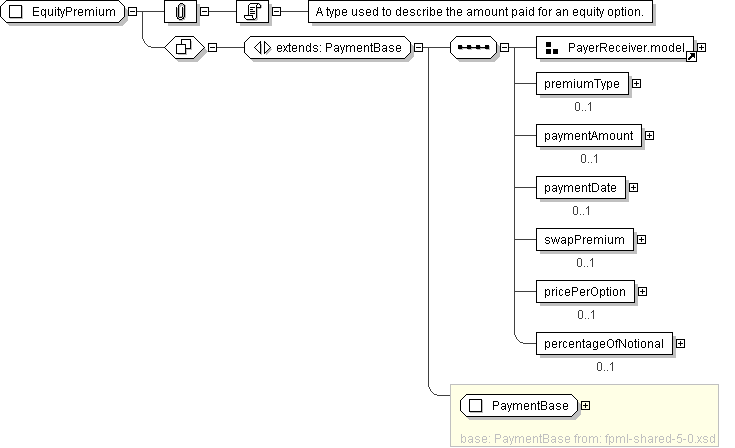 EquityPremium
A type used to describe the amount paid for an equity option.
extends: PaymentBase
PayerReceiver.model
premiumType
0..1
paymentAmount
0..1
paymentDate
0..1
swapPremium
0..1
pricePerOption
0..1
percentageOfNotional
0..1
PaymentBase
base: PaymentBase from: fpml-shared-5-0.xsd